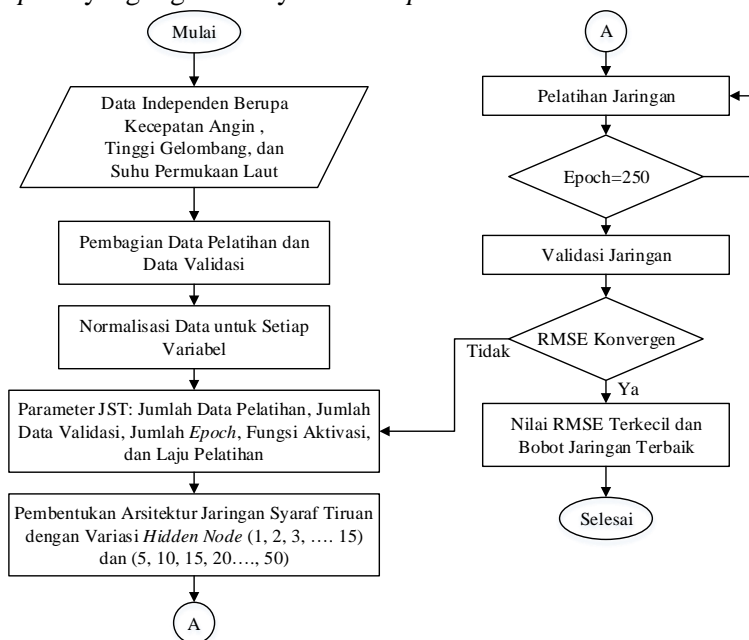 Mulai
Data Independen Berupa
Kecepatan Angin ,
Tinggi Gelombang, dan
Suhu Permukaan Laut
Pembagian Data Pelatihan dan
Data Validasi
Normalisasi Data untuk Setiap
Variabel
Parameter JST: Jumlah Data Pelatihan, Jumlah
Data Validasi, Jumlah Epoch, Fungsi Aktivasi,
dan Laju Pelatihan
Pembentukan Arsitektur Jaringan Syaraf Tiruan
dengan Variasi Hidden Node (1, 2, 3, …. 15)
dan (5, 10, 15, 20…., 50)
A
A
Pelatihan Jaringan
Epoch=250
Validasi Jaringan
RMSE Konvergen
Tidak
Ya
Nilai RMSE Terkecil dan
Bobot Jaringan Terbaik
Selesai